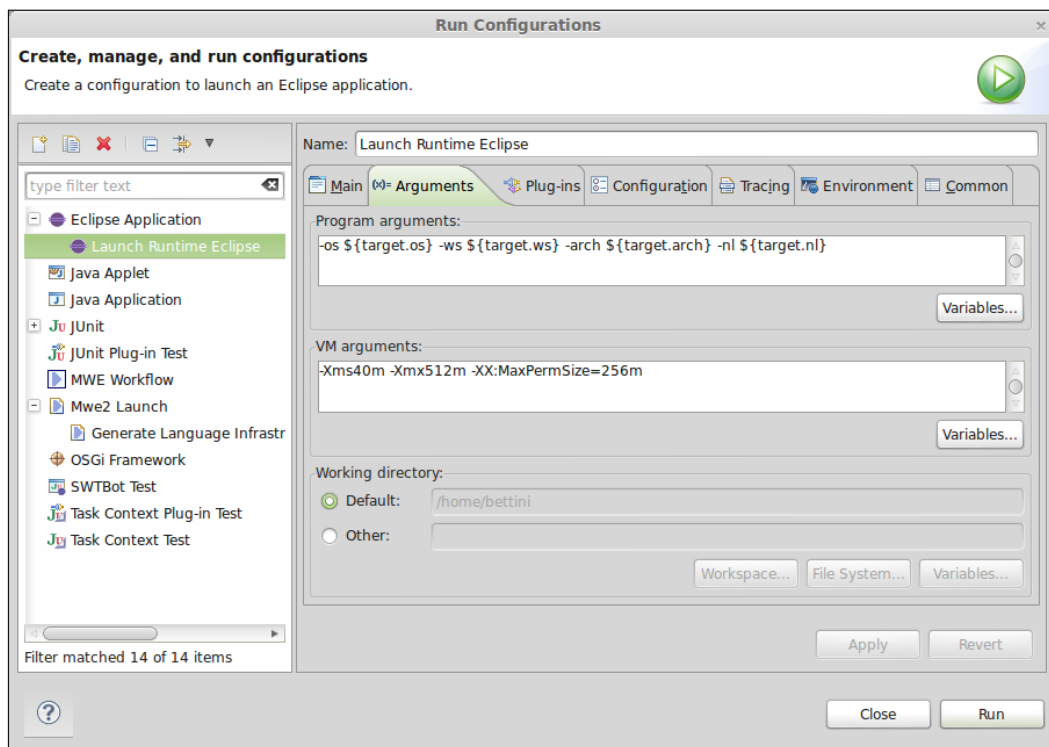 Run Configurations
Create, manage, and run configurations
Create a configuration to launch an Eclipse application.
type filter text
Eclipse Application
Launch Runtime Eclipse
Java Applet
Java Application
JUnit
JUnit Plug-in Test
MWE Workflow
Mwe2 Launch
Generate Language Infrastr
OSGi Framework
SWTBot Test
Task Context Plug-in Test
Task Context Test
Filter matched 14 of 14 items
Name: Launch Runtime Eclipse
Main (x)= Arguments Plug-ins Configuration Tracing Environment Common
Program arguments:
-os ${target.os} -ws ${target.ws} -arch ${target.arch} -nl ${target.nl}
Variables...
VM arguments:
-Xms40m -Xmx512m -XX:MaxPermSize=256m
Variables...
Working directory:
Default: /home/bettini
Other:
Workspace... File System... Variables...
Apply Revert
Close Run